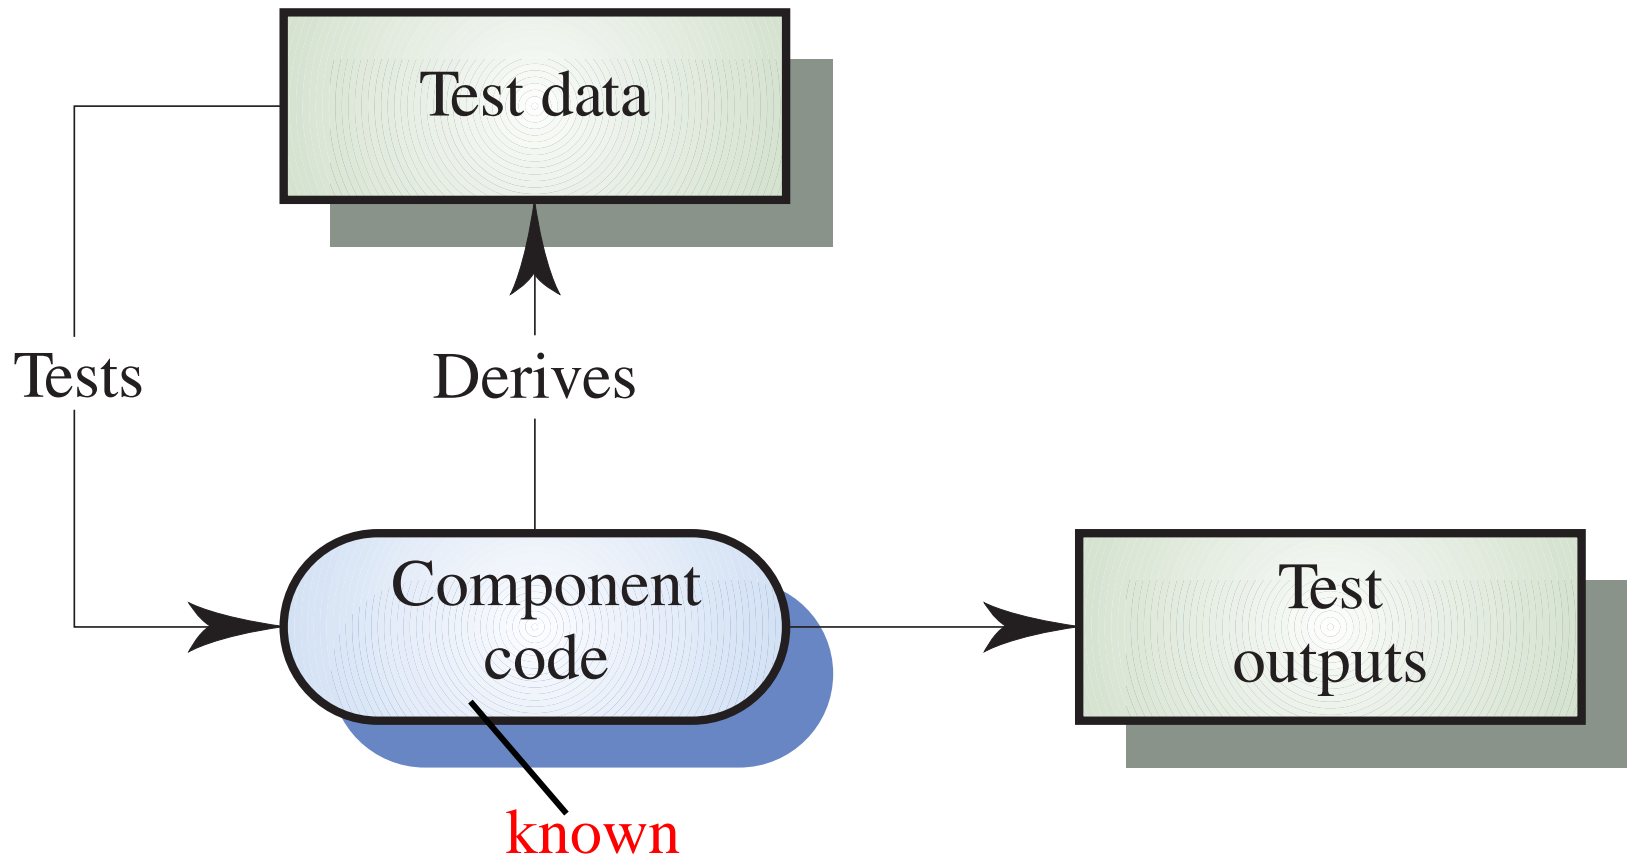 Test data
Tests
Derives
Component
code
Test
outputs
known